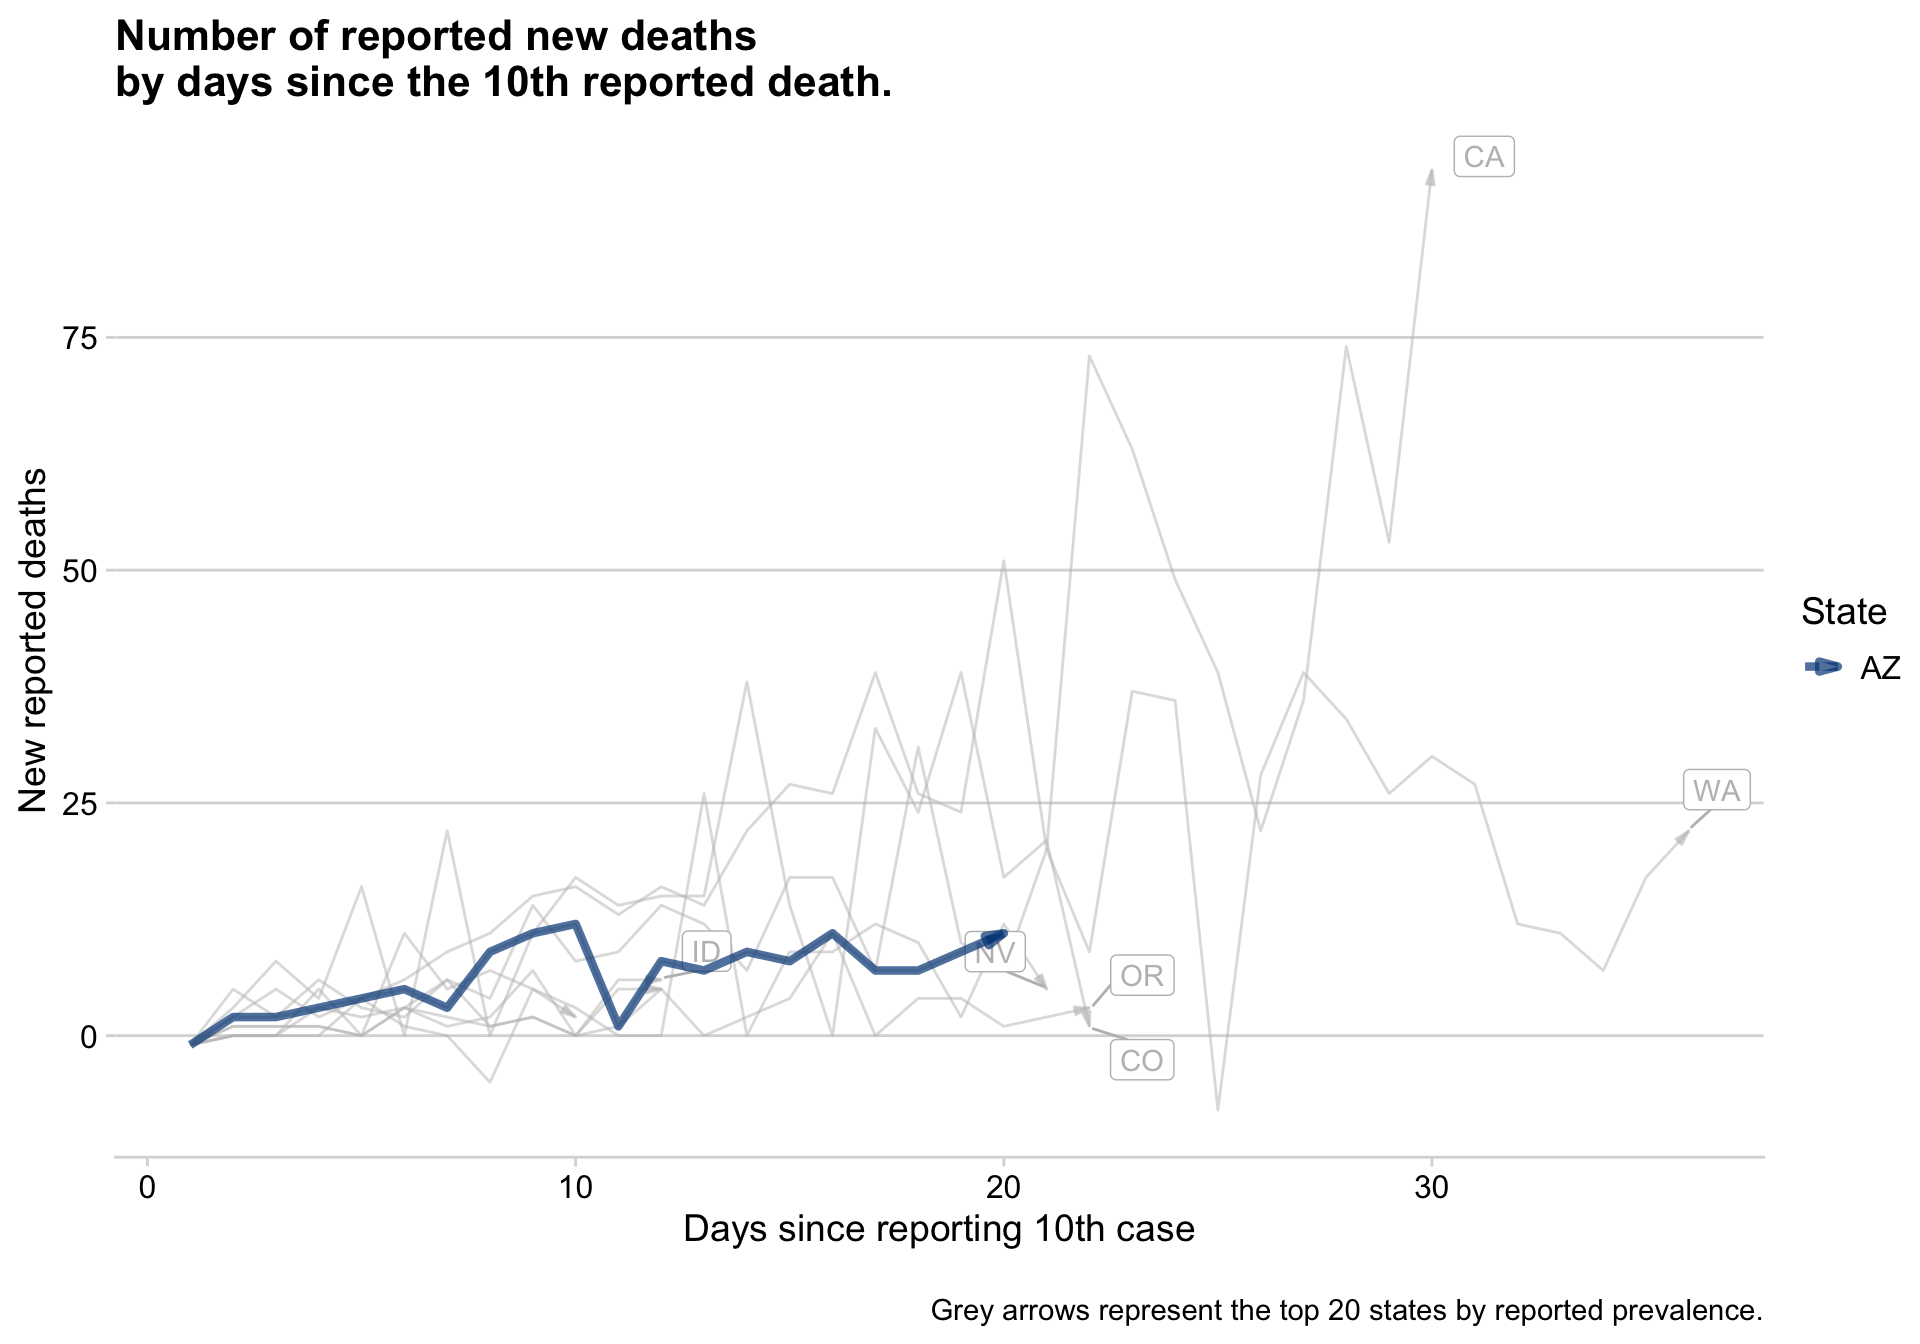 Number of reported new deaths
by days since the 10th reported death.
CA
75
50
25
0
New reported deaths
State
AZ
WA
ID
NV
OR
CO
0 10 20 30
Days since reporting 10th case
Grey arrows represent the top 20 states by reported prevalence.